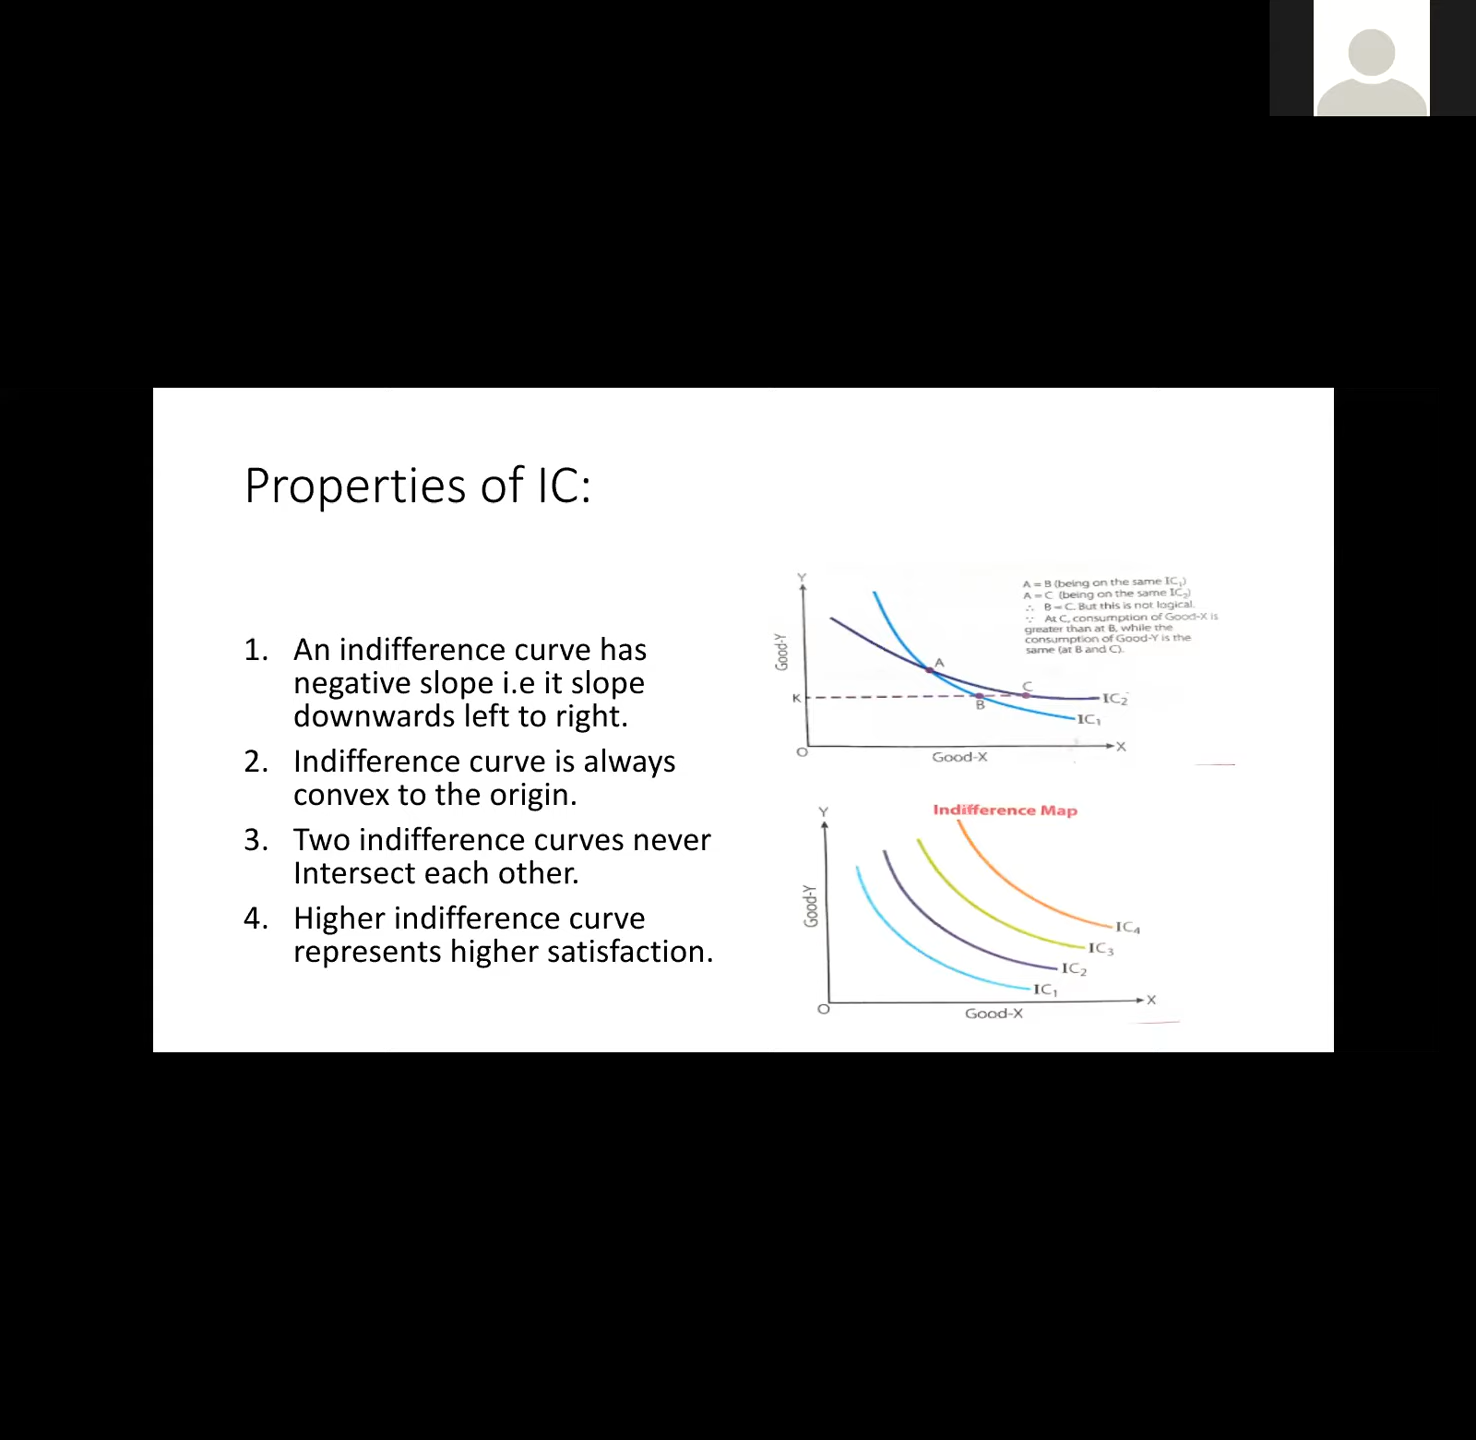 Properties of IC:
1. An indifference curve has
negative slope i.e it slope
downwards left to right.
2. Indifference curve is always
convex to the origin.
3. Two indifference curves never
Intersect each other.
4. Higher indifference curve
represents higher satisfaction.
Y
Good-Y
A = B (being on the same IC₁)
A = C (being on the same IC₂)
∴ B = C. But this is not logical.
∵ At C, consumption of Good-X is
greater than at B, while the
consumption of Good-Y is the
same (at B and C).
A
C
K
B
IC₂
IC₁
O
X
Good-X
Indifference Map
Y
Good-Y
IC₄
IC₃
IC₂
IC₁
O
X
Good-X